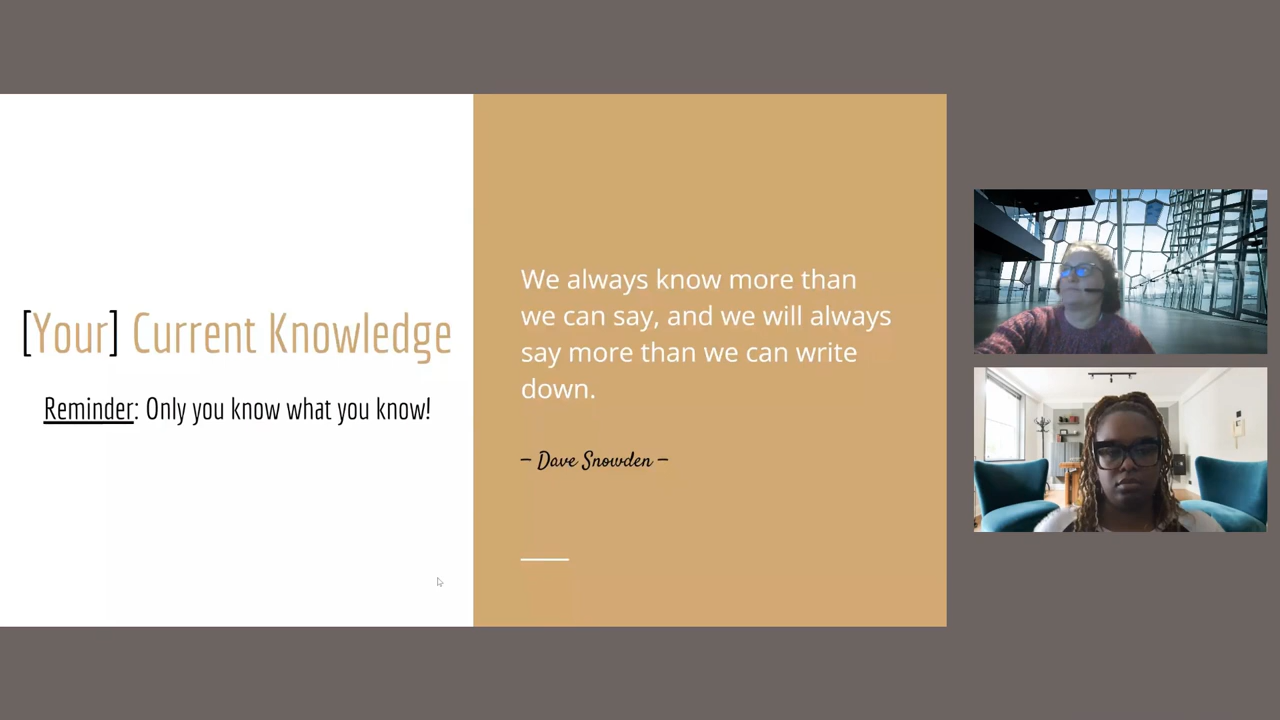 [Your] Current Knowledge
Reminder: Only you know what you know!
We always know more than
we can say, and we will always
say more than we can write
down.
– Dave Snowden –